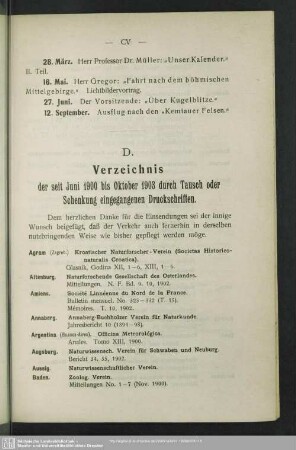 — CV —
28. März. Herr Professor Dr. Müller: „Unser Kalender.“
II. Teil.
16. Mai. Herr Gregor: „Fahrt nach dem böhmischen
Mittelgebirge.“ Lichtbildervortrag.
27. Juni. Der Vorsitzende: „Über Kugelblitze.“
12. September. Ausflug nach den „Kemtauer Felsen.“
D.
Verzeichnis
der seit Juni 1900 bis Oktober 1903 durch Tausch oder
Schenkung eingegangenen Druckschriften.
Dem herzlichen Danke für die Einsendungen sei der innige
Wunsch beigefügt, daß der Verkehr auch fernerhin in derselben
nutzbringenden Weise wie bisher gepflegt werden möge.
Agram (Zagreb.) Kroatischer Naturforscher-Verein (Societas Historico-
naturalis Croatica).
Glasnik, Godina XII, 1–6, XIII, 1–6.
Altenburg. Naturforschende Gesellschaft des Osterlandes.
Mitteilungen. N. F. Bd. 10, 1902.
Amiens. Société Linnéenne du Nord de la France.
Bulletin mensuel. No. 323–332 (T. 15).
Mémoires. T. 10, 1902.
Annaberg. Annaberg-Buchholzer Verein für Naturkunde.
Jahresbericht 10 (1894–98).
Argentina (Buenos-Aires). Officina Meteorologica.
Anales. Tomo XIII, 1900.
Augsburg. Naturwissensch. Verein für Schwaben und Neuburg.
Bericht 34, 35, 1902.
Aussig. Naturwissenschaftlicher Verein.
Baden. Zoolog. Verein.
Mitteilungen No. 1–7 (Nov. 1900).